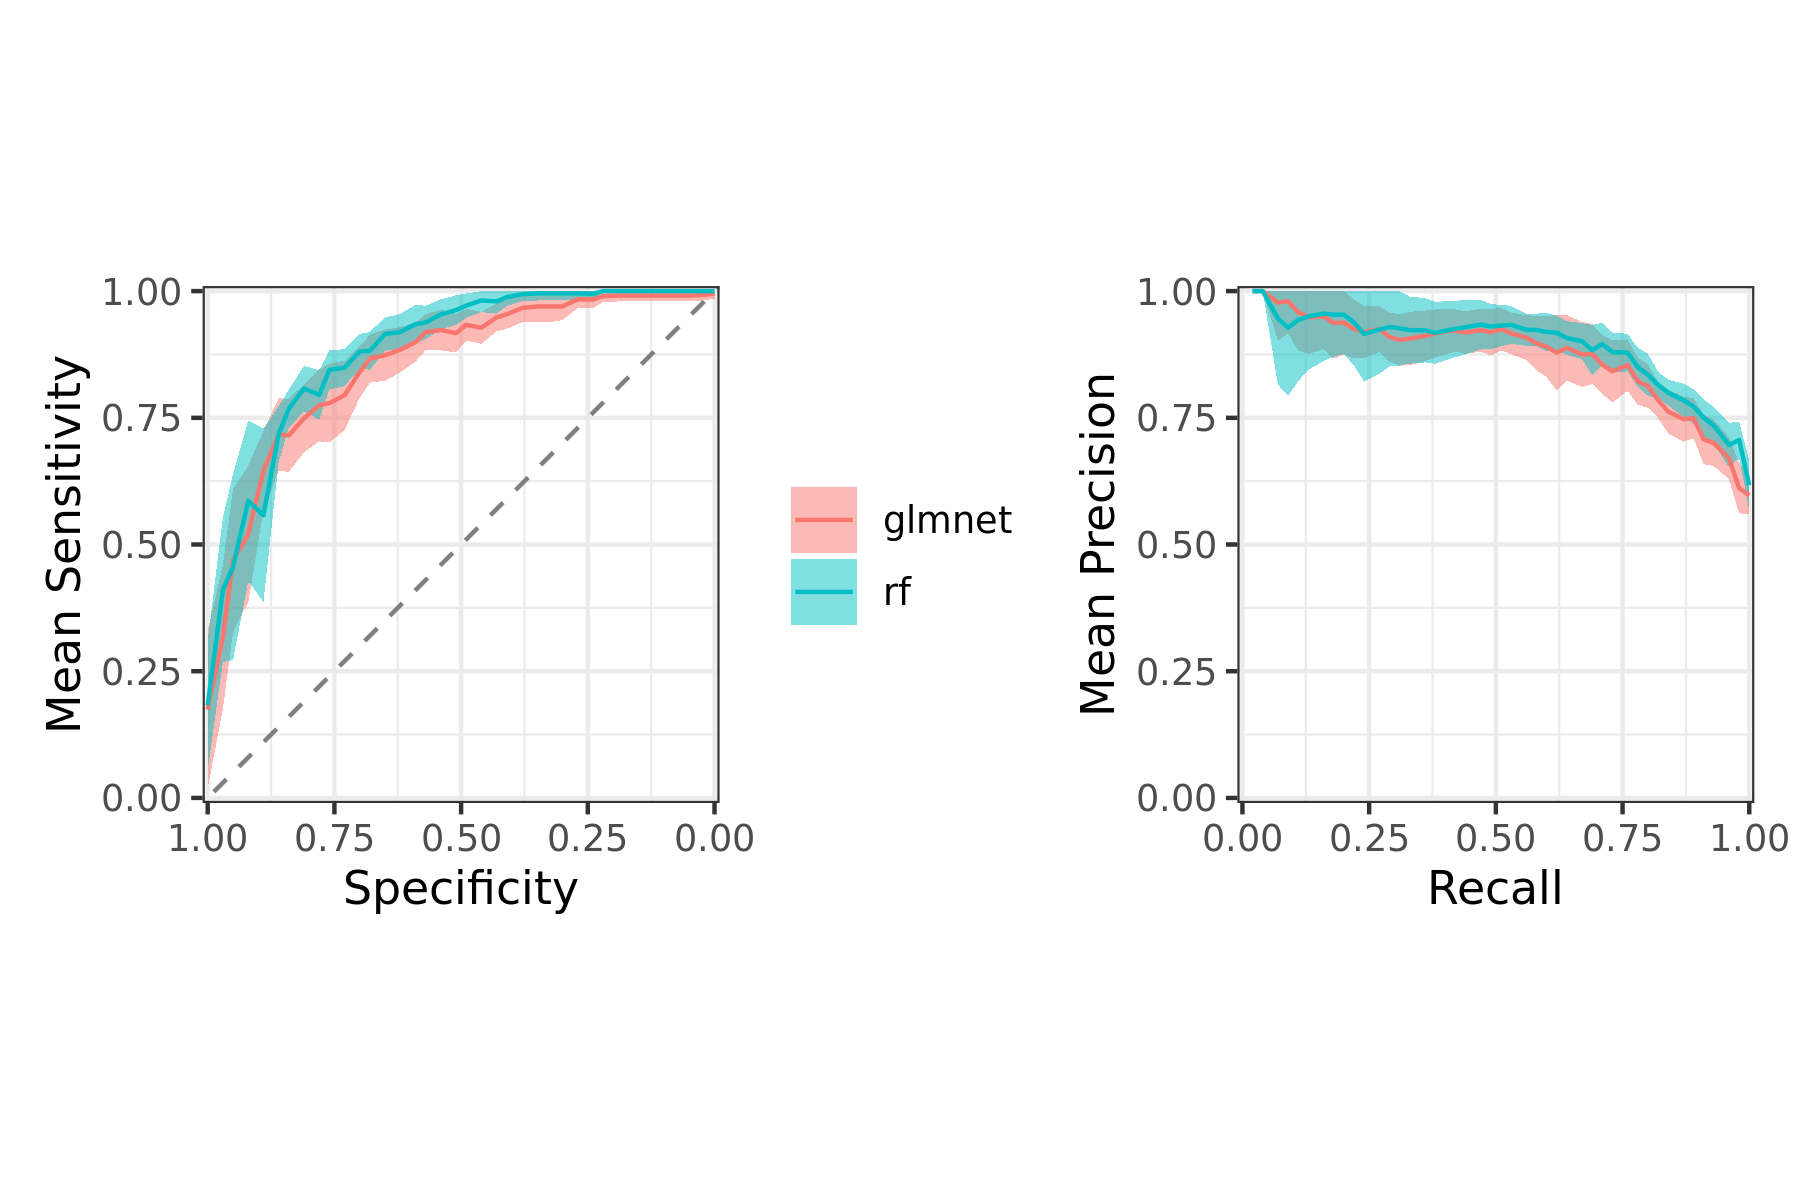 Mean Sensitivity
1.00
0.75
0.50
0.25
0.00
1.00 0.75 0.50 0.25 0.00
Specificity
glmnet
rf
Mean Precision
1.00
0.75
0.50
0.25
0.00
0.00 0.25 0.50 0.75 1.00
Recall